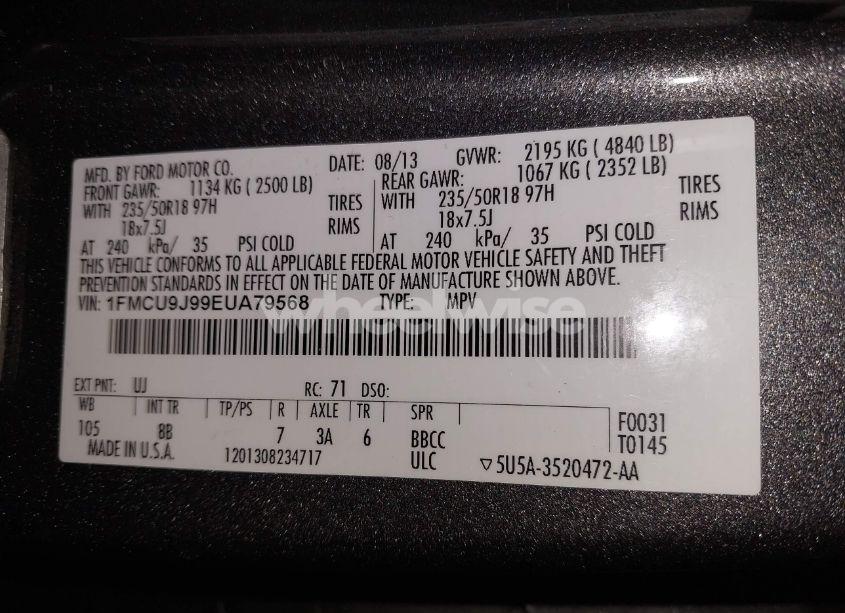 MFD. BY FORD MOTOR CO. DATE: 08/13 GVWR: 2195 KG ( 4840 LB)
FRONT GAWR: 1134 KG ( 2500 LB) REAR GAWR: 1067 KG ( 2352 LB)
WITH 235/50R18 97H TIRES WITH 235/50R18 97H TIRES
18x7.5J RIMS 18x7.5J RIMS
AT 240 kPa/ 35 PSI COLD AT 240 kPa/ 35 PSI COLD
THIS VEHICLE CONFORMS TO ALL APPLICABLE FEDERAL MOTOR VEHICLE SAFETY AND THEFT
PREVENTION STANDARDS IN EFFECT ON THE DATE OF MANUFACTURE SHOWN ABOVE.
VIN: 1FMCU9J99EUA79568 TYPE: MPV
wheelwise
EXT PNT: UJ RC: 71 DSO:
WB INT TR TP/PS R AXLE TR SPR
105 8B 7 3A 6 BBCC F0031
MADE IN U.S.A. 1201308234717 ULC T0145
▽5U5A-3520472-AA